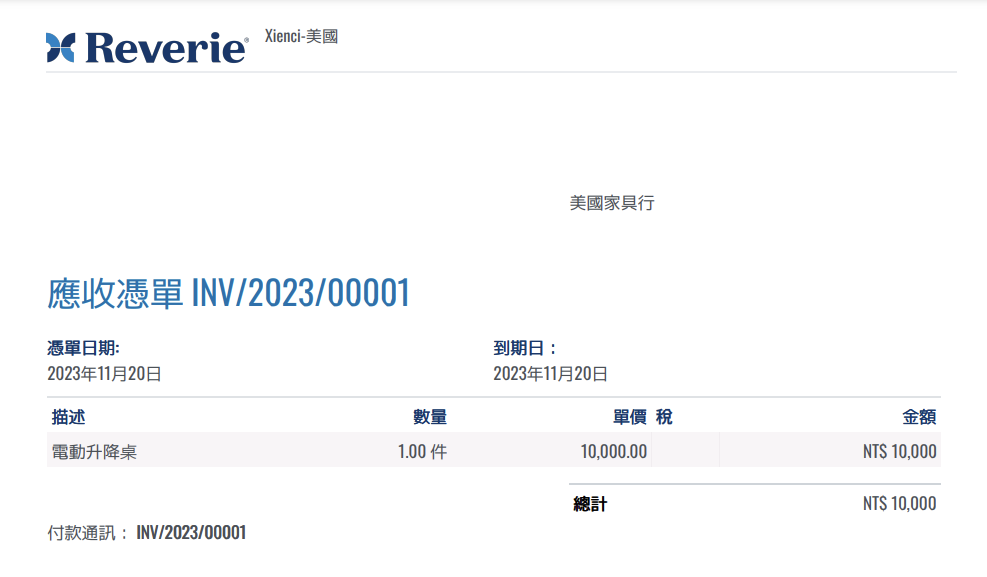 Reverie® Xienci-美國
美國家具行
應收憑單 INV/2023/00001
憑單日期: 到期日：
2023年11月20日 2023年11月20日
描述 數量 單價 稅 金額
電動升降桌 1.00 件 10,000.00 NT$ 10,000
總計 NT$ 10,000
付款通訊： INV/2023/00001